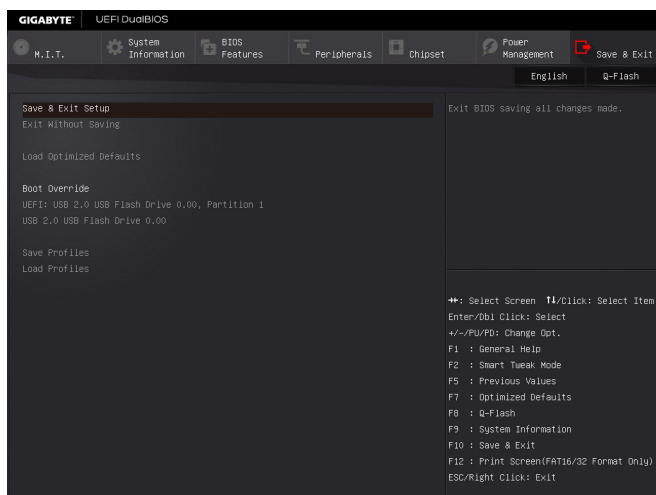 GIGABYTE™ UEFI DualBIOS
M.I.T.
System Information
BIOS Features
Peripherals
Chipset
Power Management
Save & Exit
English
Q-Flash
Save & Exit Setup
Exit Without Saving
Load Optimized Defaults
Boot Override
UEFI: USB 2.0 USB Flash Drive 0.00, Partition 1
USB 2.0 USB Flash Drive 0.00
Save Profiles
Load Profiles
Exit BIOS saving all changes made.
→←: Select Screen ↑↓/Click: Select Item
Enter/Dbl Click: Select
+/-/PU/PD: Change Opt.
F1 : General Help
F2 : Smart Tweak Mode
F5 : Previous Values
F7 : Optimized Defaults
F8 : Q-Flash
F9 : System Information
F10 : Save & Exit
F12 : Print Screen(FAT16/32 Format Only)
ESC/Right Click: Exit